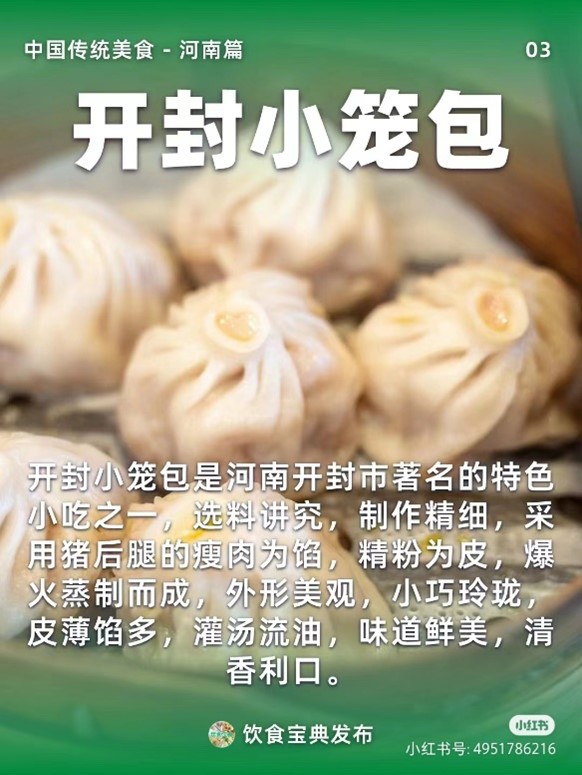 中国传统美食 - 河南篇
03
开封小笼包
开封小笼包是河南开封市著名的特色
小吃之一，选料讲究，制作精细，采
用猪后腿的瘦肉为馅，精粉为皮，爆
火蒸制而成，外形美观，小巧玲珑，
皮薄馅多，灌汤流油，味道鲜美，清
香利口。
饮食宝典发布
小红书
小红书号: 4951786216